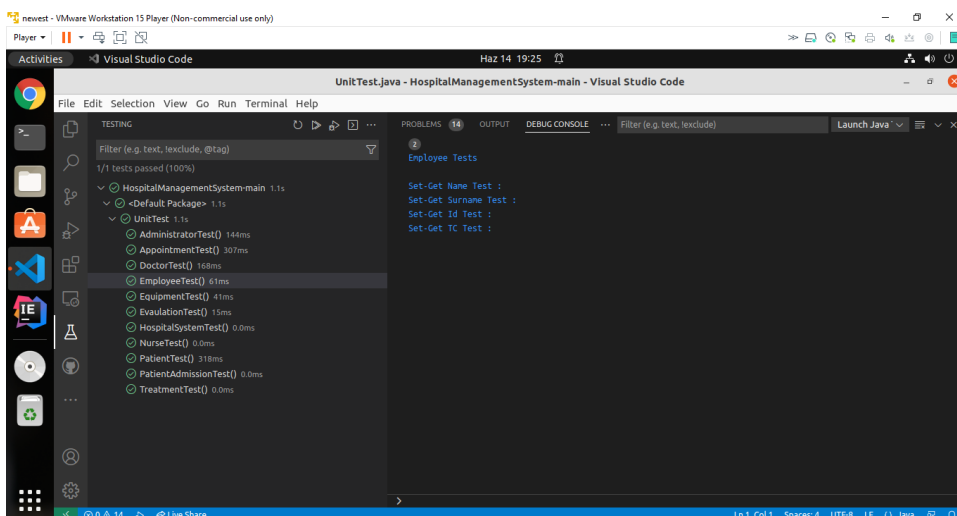 newest - VMware Workstation 15 Player (Non-commercial use only)
Player
Activities Visual Studio Code Haz 14 19:25
UnitTest.java - HospitalManagementSystem-main - Visual Studio Code
File Edit Selection View Go Run Terminal Help
TESTING
Filter (e.g. text, !exclude, @tag)
1/1 tests passed (100%)
HospitalManagementSystem-main 1.1s
<Default Package> 1.1s
UnitTest 1.1s
AdministratorTest() 144ms
AppointmentTest() 307ms
DoctorTest() 168ms
EmployeeTest() 61ms
EquipmentTest() 41ms
EvaulationTest() 15ms
HospitalSystemTest() 0.0ms
NurseTest() 0.0ms
PatientTest() 318ms
PatientAdmissionTest() 0.0ms
TreatmentTest() 0.0ms
PROBLEMS 14 OUTPUT DEBUG CONSOLE ... Filter (e.g. text, !exclude) Launch Java
2
Employee Tests
Set-Get Name Test :
Set-Get Surname Test :
Set-Get Id Test :
Set-Get TC Test :
>
0 14 Live Share Ln 1, Col 1 Spaces: 4 UTF-8 LF {} Java